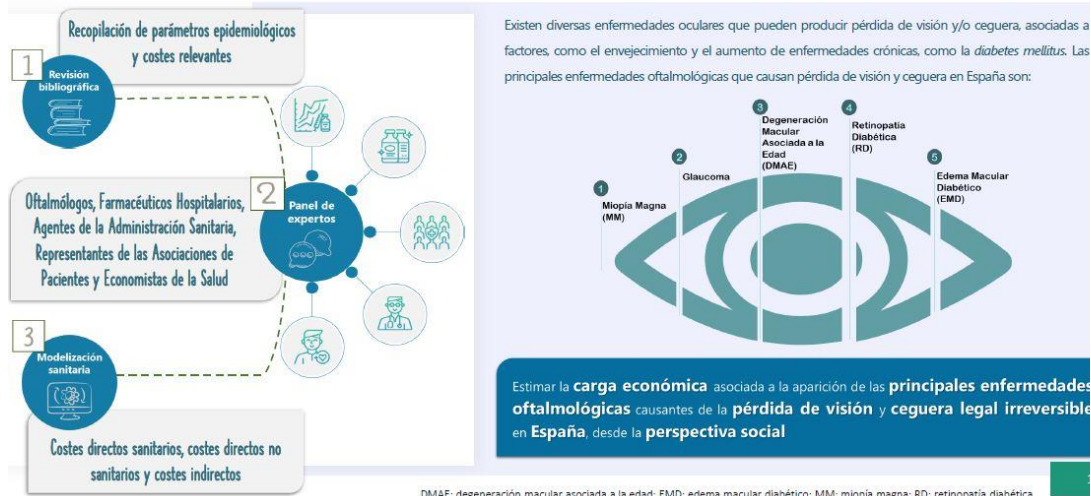 Recopilación de parámetros epidemiológicos
y costes relevantes
1
Revisión
bibliográfica
Oftalmólogos, Farmacéuticos Hospitalarios,
Agentes de la Administración Sanitaria,
Representantes de las Asociaciones de
Pacientes y Economistas de la Salud
2
Panel de
expertos
3
Modelización
sanitaria
Costes directos sanitarios, costes directos no
sanitarios y costes indirectos
Existen diversas enfermedades oculares que pueden producir pérdida de visión y/o ceguera, asociadas a
factores, como el envejecimiento y el aumento de enfermedades crónicas, como la diabetes mellitus. Las
principales enfermedades oftalmológicas que causan pérdida de visión y ceguera en España son:
1
Miopía Magna
(MM)
2
Glaucoma
3
Degeneración
Macular
Asociada a la
Edad
(DMAE)
4
Retinopatía
Diabética
(RD)
5
Edema Macular
Diabético
(EMD)
Estimar la carga económica asociada a la aparición de las principales enfermedades
oftalmológicas causantes de la pérdida de visión y ceguera legal irreversible
en España, desde la perspectiva social
DMAE: degeneración macular asociada a la edad; EMD: edema macular diabético; MM: miopía magna; RD: retinopatía diabética